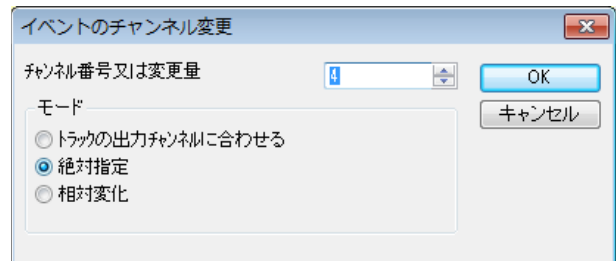 イベントのチャンネル変更
ﾁｬﾝﾈﾙ番号又は変更量
4
OK
モード
キャンセル
ﾄﾗｯｸの出力ﾁｬﾝﾈﾙに合わせる
絶対指定
相対変化